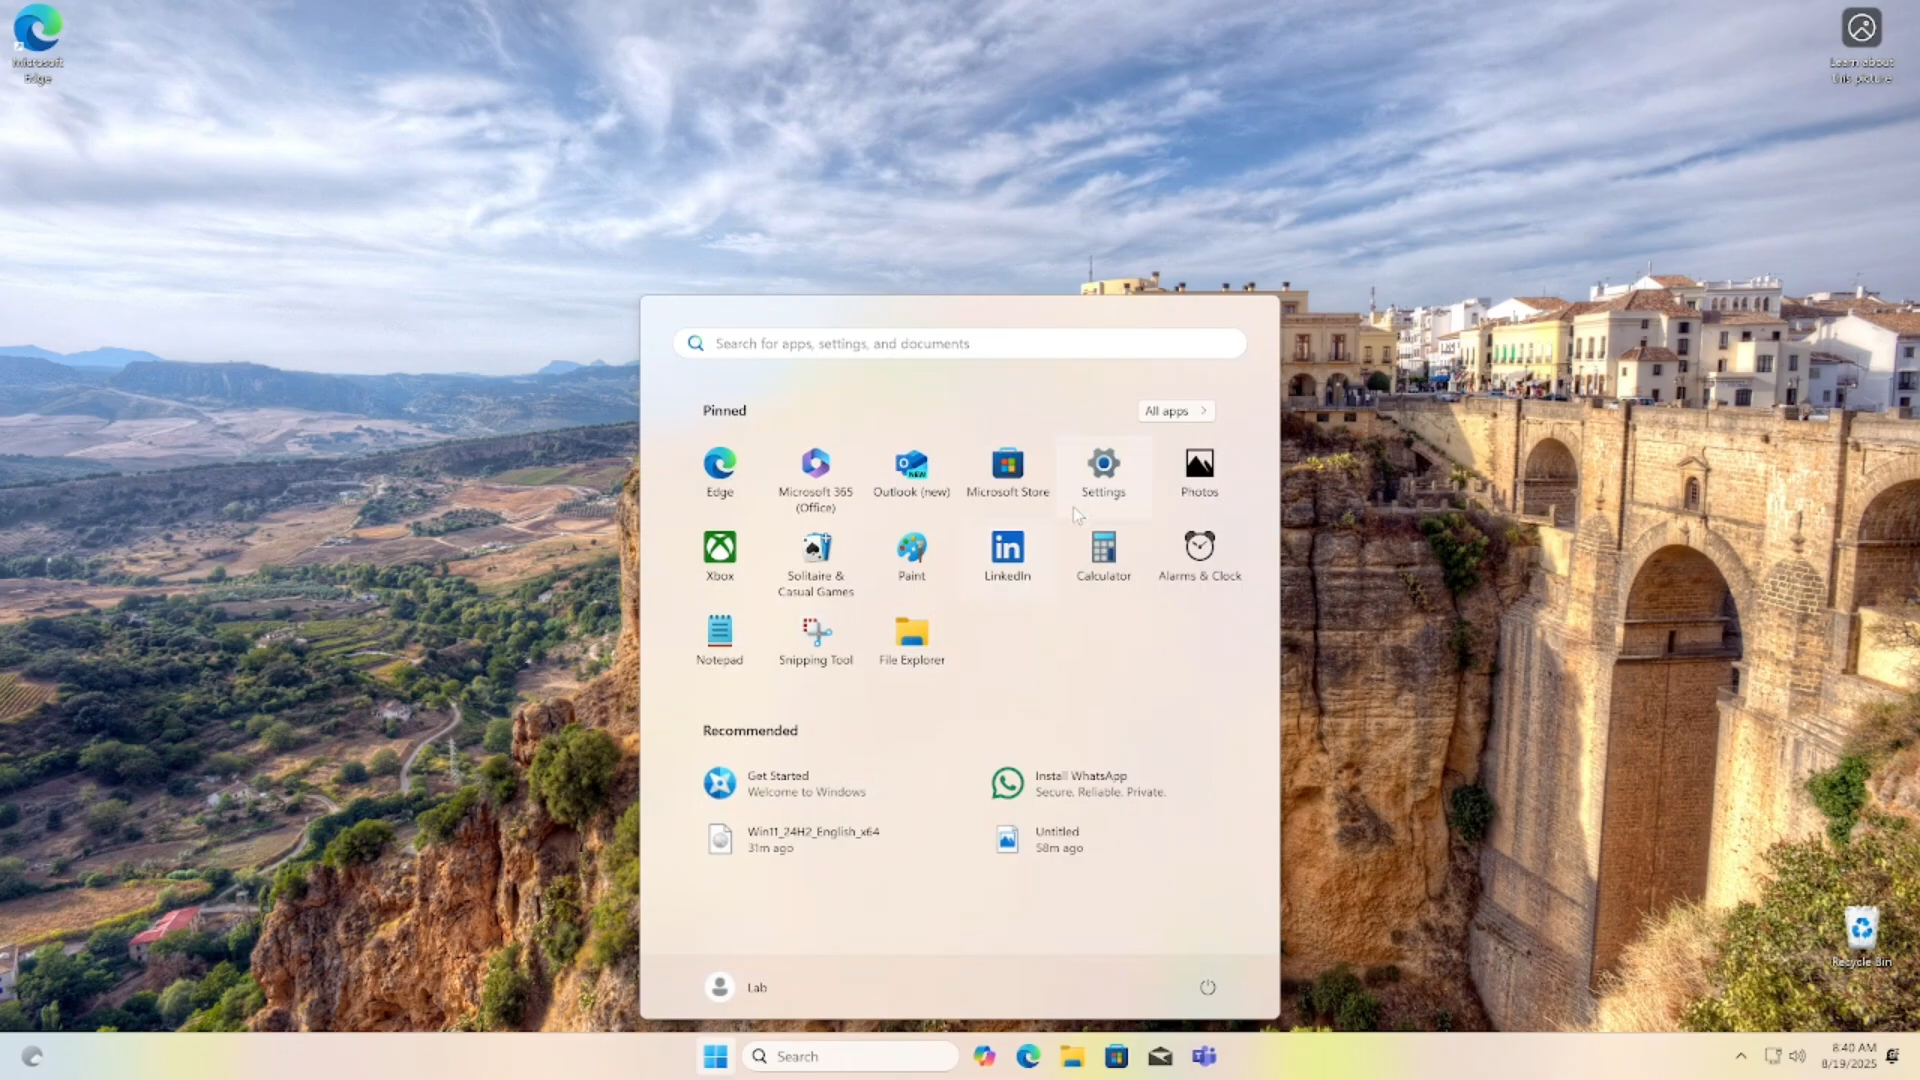 Microsoft
Edge
Learn about
this picture
Search for apps, settings, and documents
Pinned
All apps
Edge
Microsoft 365
(Office)
Outlook (new)
NEW
Microsoft Store
Settings
Photos
Xbox
Solitaire &
Casual Games
Paint
in
LinkedIn
Calculator
Alarms & Clock
Notepad
Snipping Tool
File Explorer
Recommended
Get Started
Welcome to Windows
Install WhatsApp
Secure. Reliable. Private.
Win11_24H2_English_x64
31m ago
Untitled
58m ago
Lab
Recycle Bin
Search
8:40 AM
8/19/2025